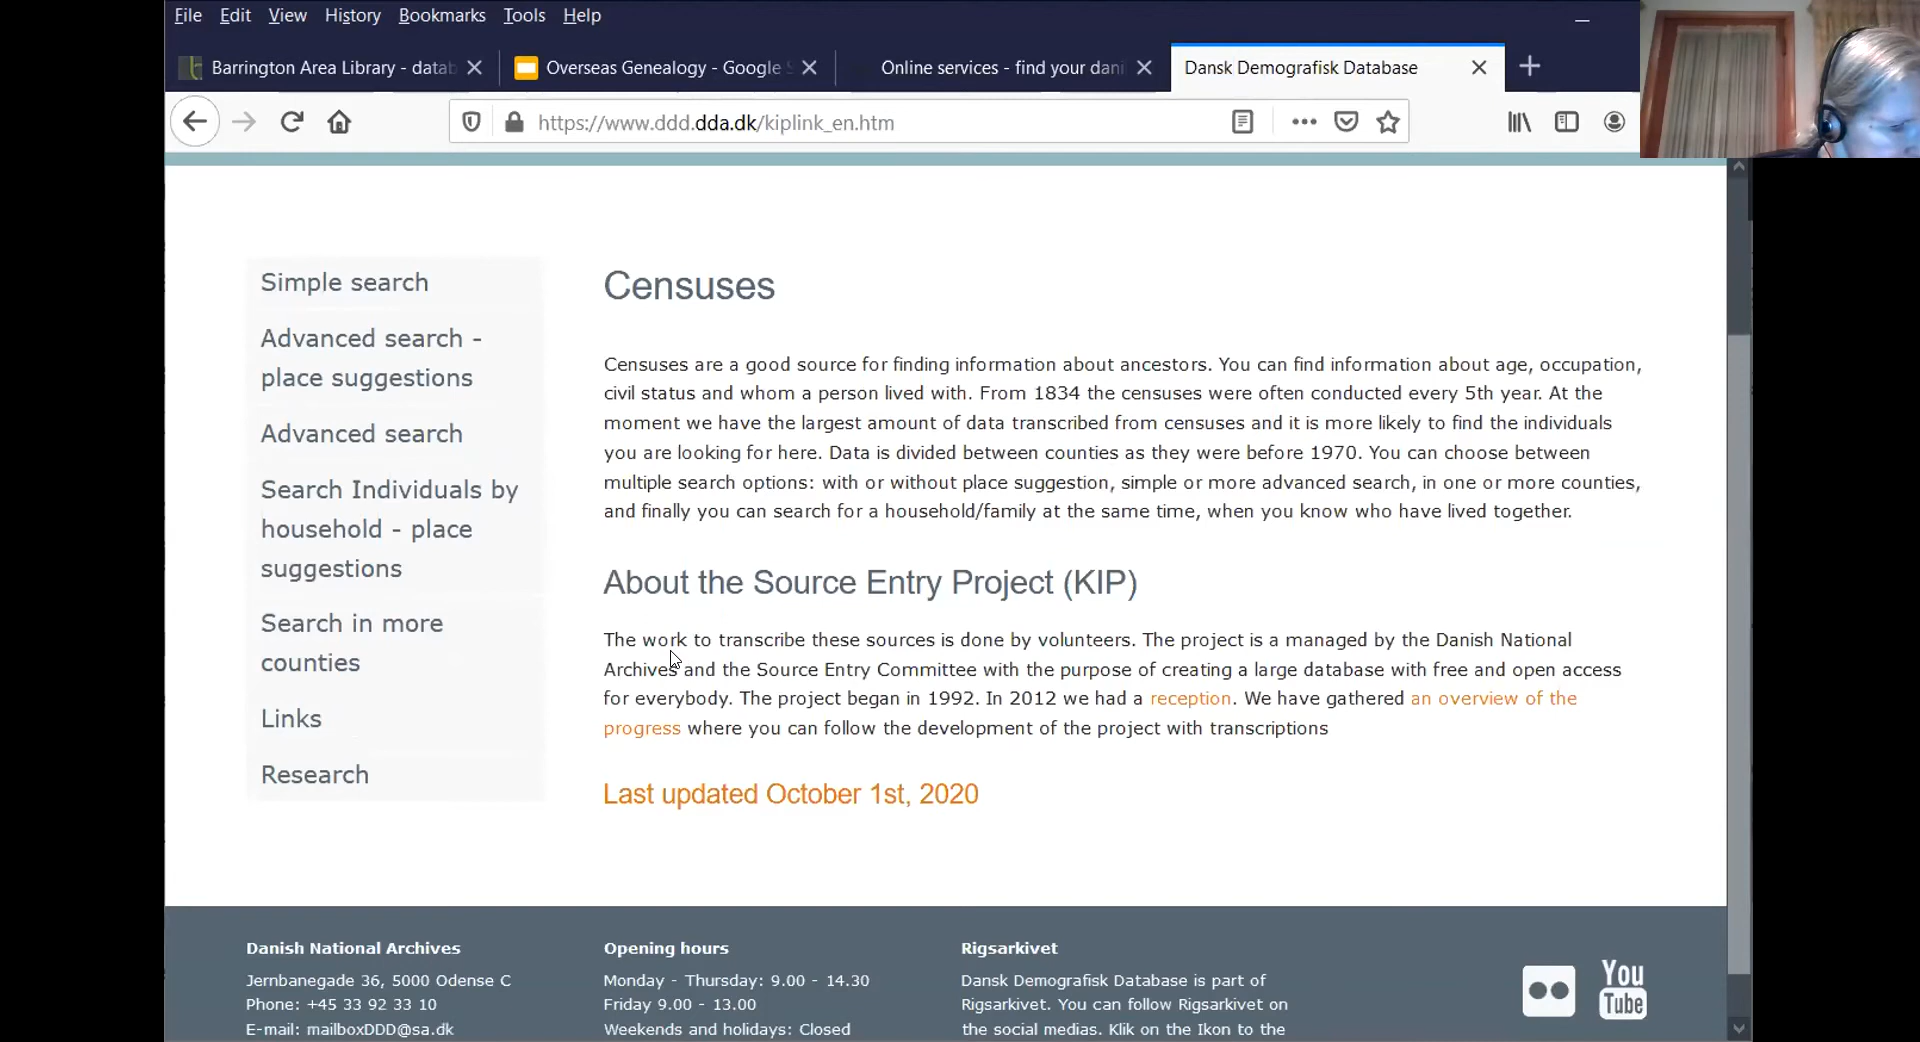 File Edit View History Bookmarks Tools Help
Barrington Area Library - datab
Overseas Genealogy - Google S
Online services - find your dani
Dansk Demografisk Database
https://www.ddd.dda.dk/kiplink_en.htm
Simple search
Advanced search -
place suggestions
Advanced search
Search Individuals by
household - place
suggestions
Search in more
counties
Links
Research
Censuses
Censuses are a good source for finding information about ancestors. You can find information about age, occupation,
civil status and whom a person lived with. From 1834 the censuses were often conducted every 5th year. At the
moment we have the largest amount of data transcribed from censuses and it is more likely to find the individuals
you are looking for here. Data is divided between counties as they were before 1970. You can choose between
multiple search options: with or without place suggestion, simple or more advanced search, in one or more counties,
and finally you can search for a household/family at the same time, when you know who have lived together.
About the Source Entry Project (KIP)
The work to transcribe these sources is done by volunteers. The project is a managed by the Danish National
Archives and the Source Entry Committee with the purpose of creating a large database with free and open access
for everybody. The project began in 1992. In 2012 we had a reception. We have gathered an overview of the
progress where you can follow the development of the project with transcriptions
Last updated October 1st, 2020
Danish National Archives
Jernbanegade 36, 5000 Odense C
Phone: +45 33 92 33 10
E-mail: mailboxDDD@sa.dk
Opening hours
Monday - Thursday: 9.00 - 14.30
Friday 9.00 - 13.00
Weekends and holidays: Closed
Rigsarkivet
Dansk Demografisk Database is part of
Rigsarkivet. You can follow Rigsarkivet on
the social medias. Klik on the Ikon to the
You
Tube